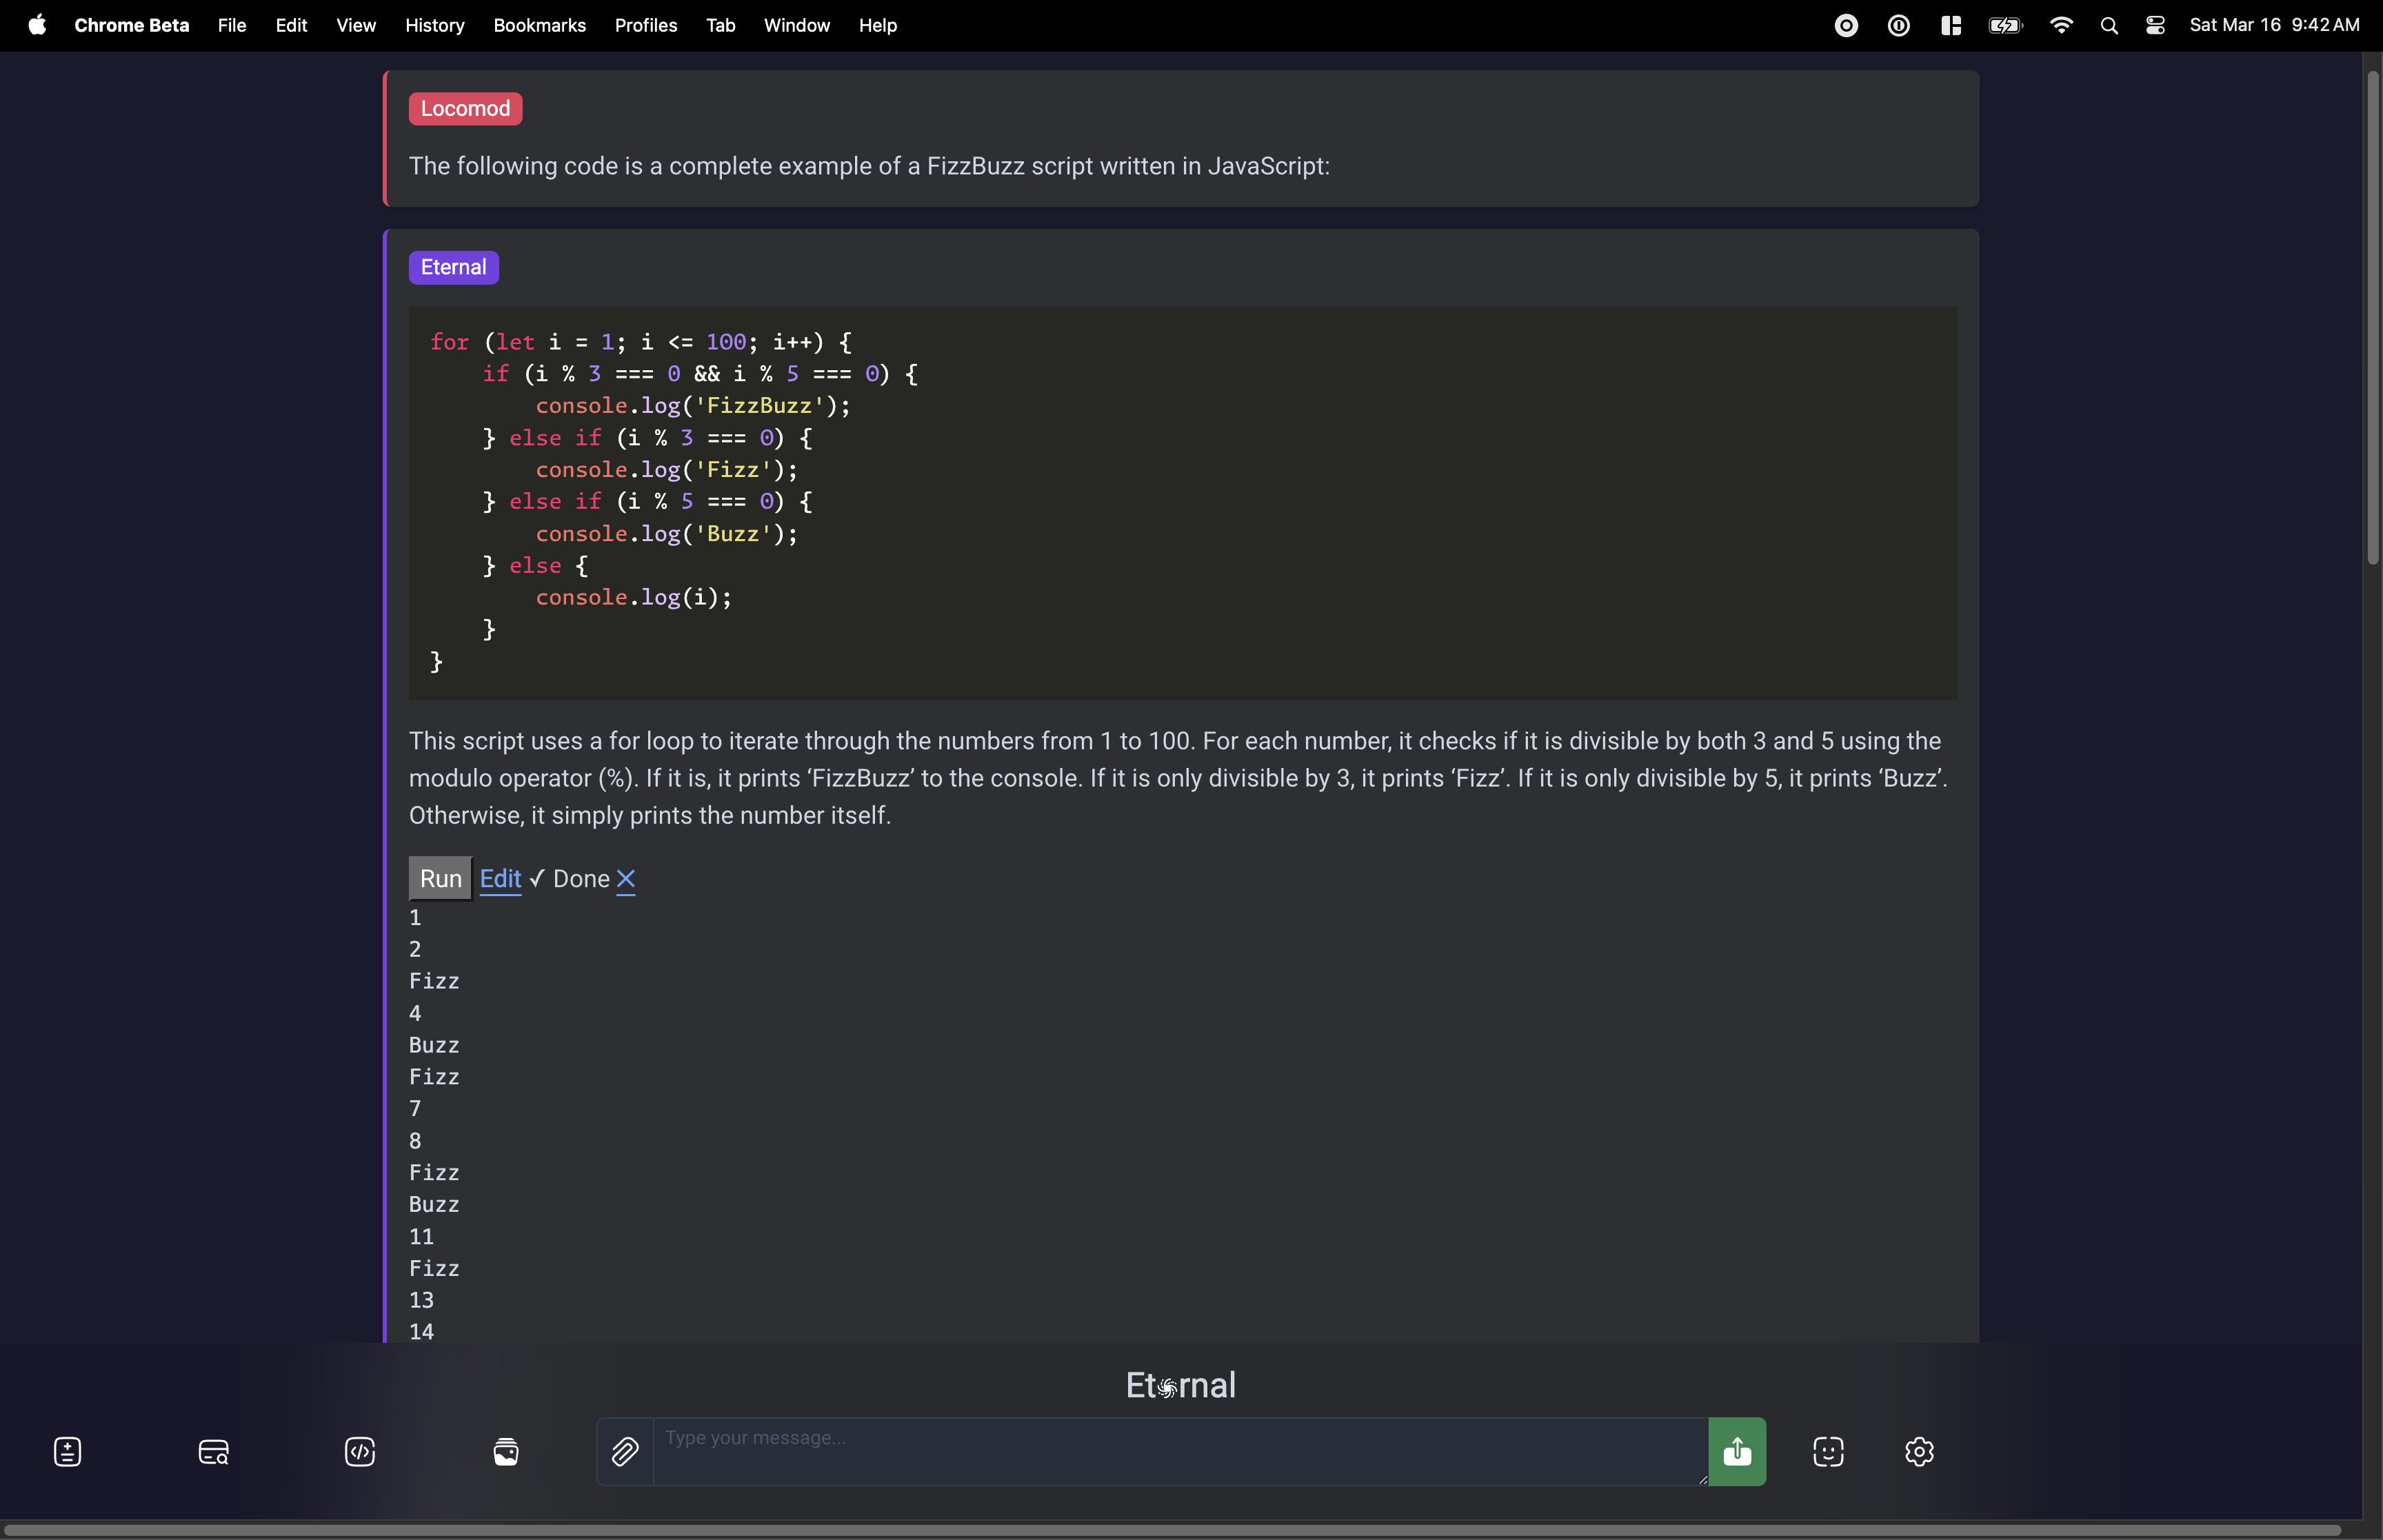 Chrome Beta File Edit View History Bookmarks Profiles Tab Window Help Sat Mar 16 9:42 AM
Locomod
The following code is a complete example of a FizzBuzz script written in JavaScript:
Eternal
for (let i = 1; i <= 100; i++) {
    if (i % 3 === 0 && i % 5 === 0) {
        console.log('FizzBuzz');
    } else if (i % 3 === 0) {
        console.log('Fizz');
    } else if (i % 5 === 0) {
        console.log('Buzz');
    } else {
        console.log(i);
    }
}
This script uses a for loop to iterate through the numbers from 1 to 100. For each number, it checks if it is divisible by both 3 and 5 using the
modulo operator (%). If it is, it prints ‘FizzBuzz’ to the console. If it is only divisible by 3, it prints ‘Fizz’. If it is only divisible by 5, it prints ‘Buzz’.
Otherwise, it simply prints the number itself.
Run Edit ✓ Done ✕
1
2
Fizz
4
Buzz
Fizz
7
8
Fizz
Buzz
11
Fizz
13
14
Eternal
Type your message...